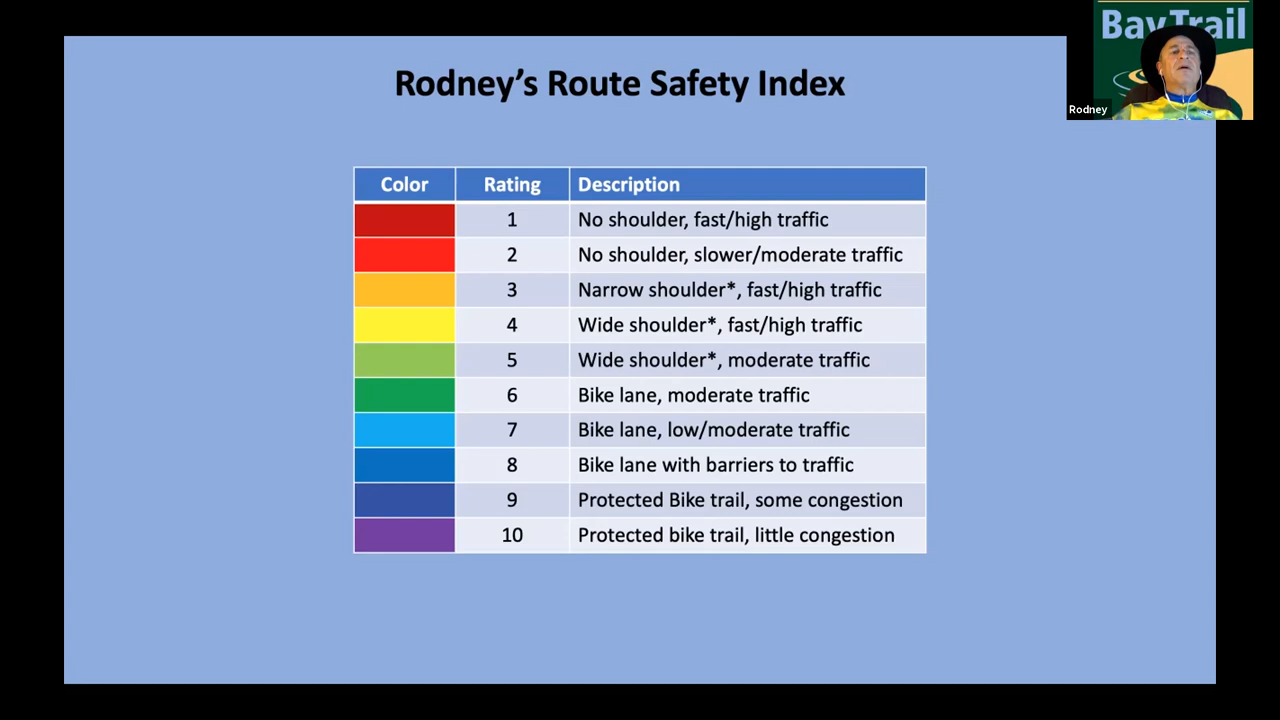 Bay Trail
Rodney
Rodney's Route Safety Index
Color Rating Description
1 No shoulder, fast/high traffic
2 No shoulder, slower/moderate traffic
3 Narrow shoulder*, fast/high traffic
4 Wide shoulder*, fast/high traffic
5 Wide shoulder*, moderate traffic
6 Bike lane, moderate traffic
7 Bike lane, low/moderate traffic
8 Bike lane with barriers to traffic
9 Protected Bike trail, some congestion
10 Protected bike trail, little congestion